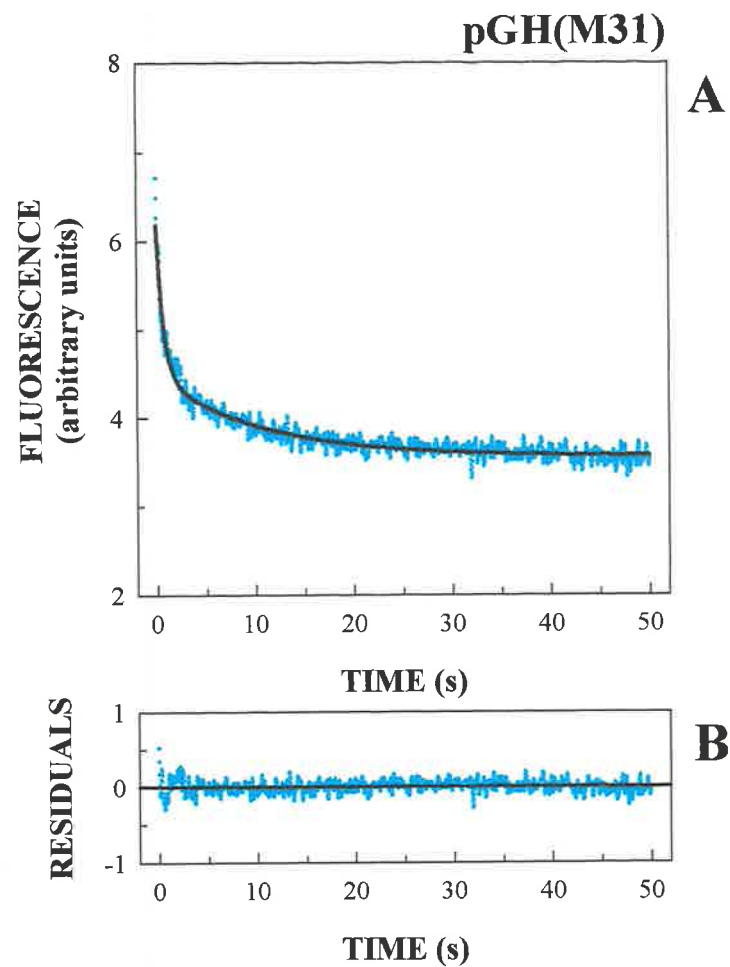 pGH(M31)
A
FLUORESCENCE
(arbitrary units)
8
6
4
2
0 10 20 30 40 50
TIME (s)
B
RESIDUALS
1
0
-1
0 10 20 30 40 50
TIME (s)